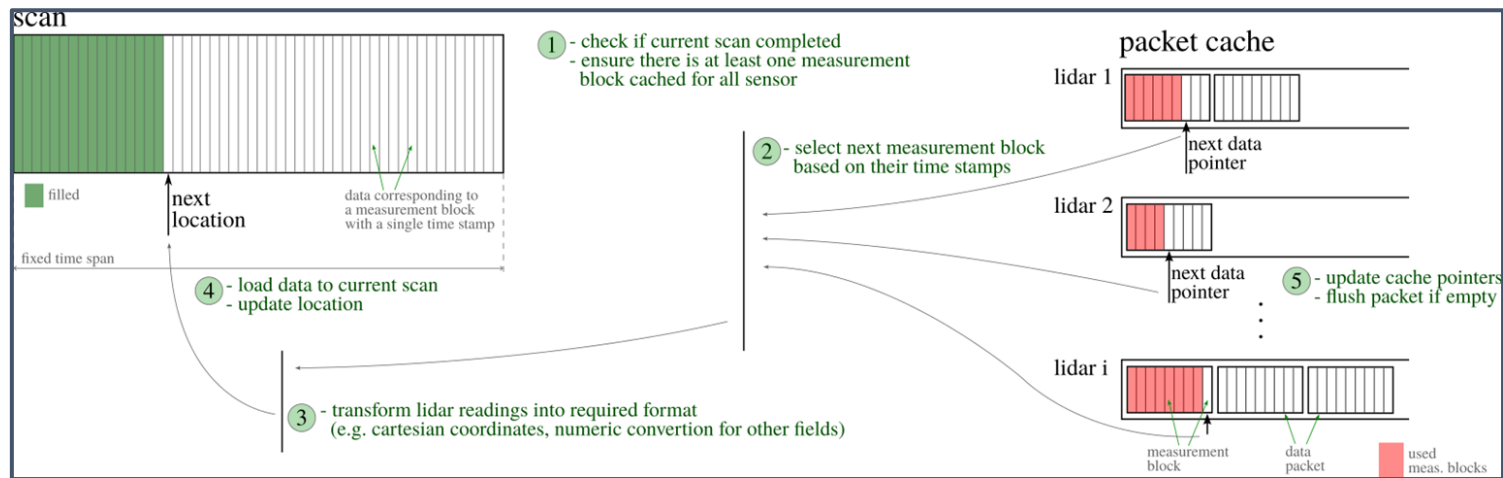 scan
1 - check if current scan completed
- ensure there is at least one measurement
block cached for all sensor
packet cache
lidar 1
next data
pointer
2 - select next measurement block
based on their time stamps
filled
next
location
data corresponding to
a measurement block
with a single time stamp
fixed time span
lidar 2
next data
pointer
4 - load data to current scan
- update location
5 - update cache pointers
- flush packet if empty
lidar i
3 - transform lidar readings into required format
(e.g. cartesian coordinates, numeric convertion for other fields)
measurement
block
data
packet
used
meas. blocks